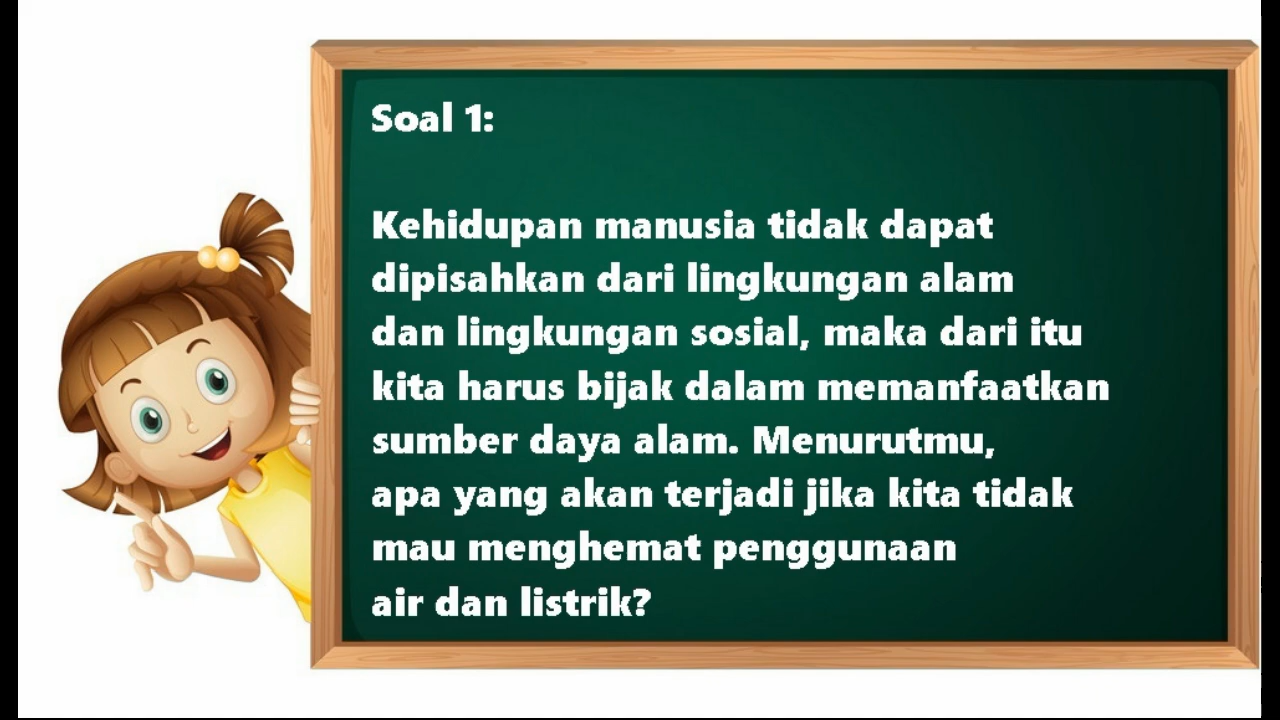 Soal 1:
Kehidupan manusia tidak dapat
dipisahkan dari lingkungan alam
dan lingkungan sosial, maka dari itu
kita harus bijak dalam memanfaatkan
sumber daya alam. Menurutmu,
apa yang akan terjadi jika kita tidak
mau menghemat penggunaan
air dan listrik?